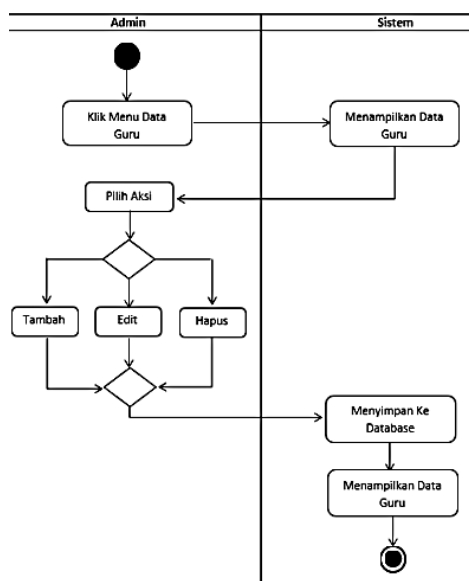 Admin
Sistem
Klik Menu Data
Guru
Menampilkan Data
Guru
Pilih Aksi
Tambah
Edit
Hapus
Menyimpan Ke
Database
Menampilkan Data
Guru